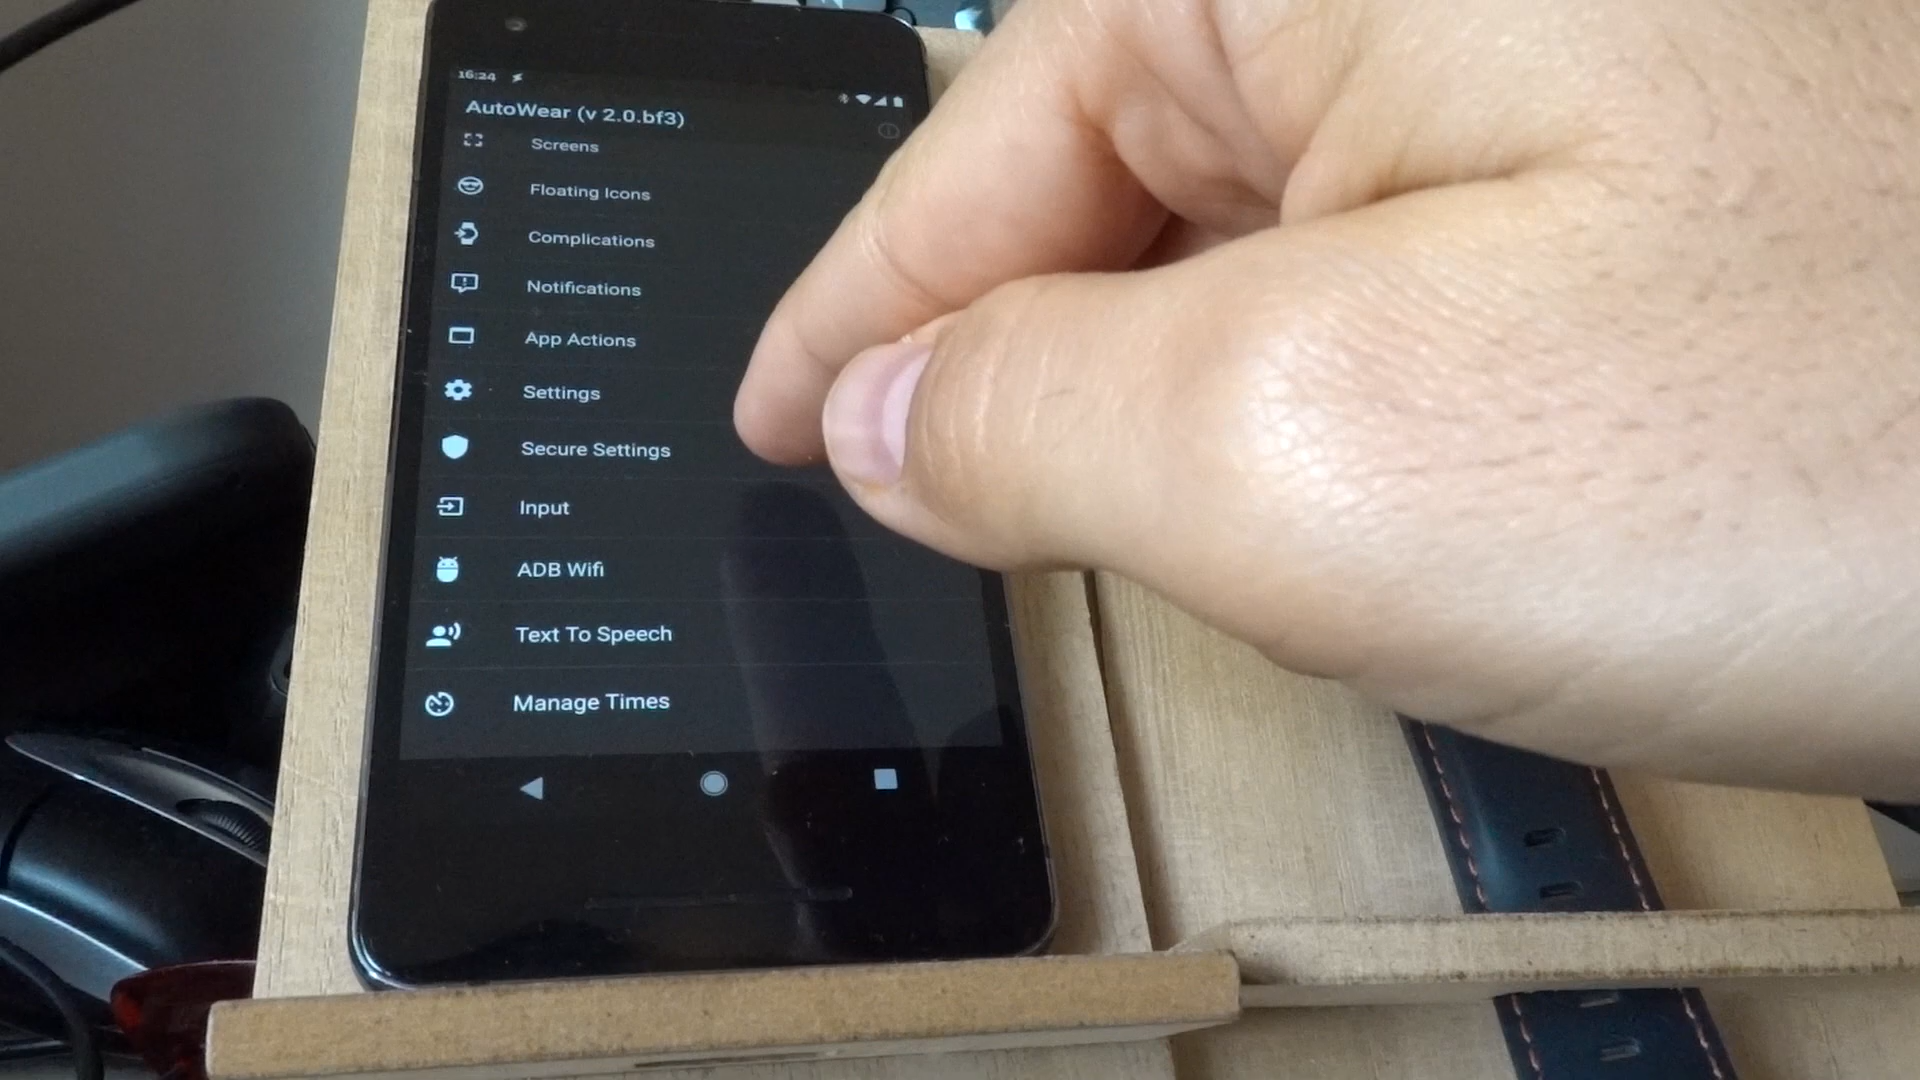 16:24
AutoWear (v 2.0.bf3)
Screens
Floating Icons
Complications
Notifications
App Actions
Settings
Secure Settings
Input
ADB Wifi
Text To Speech
Manage Times